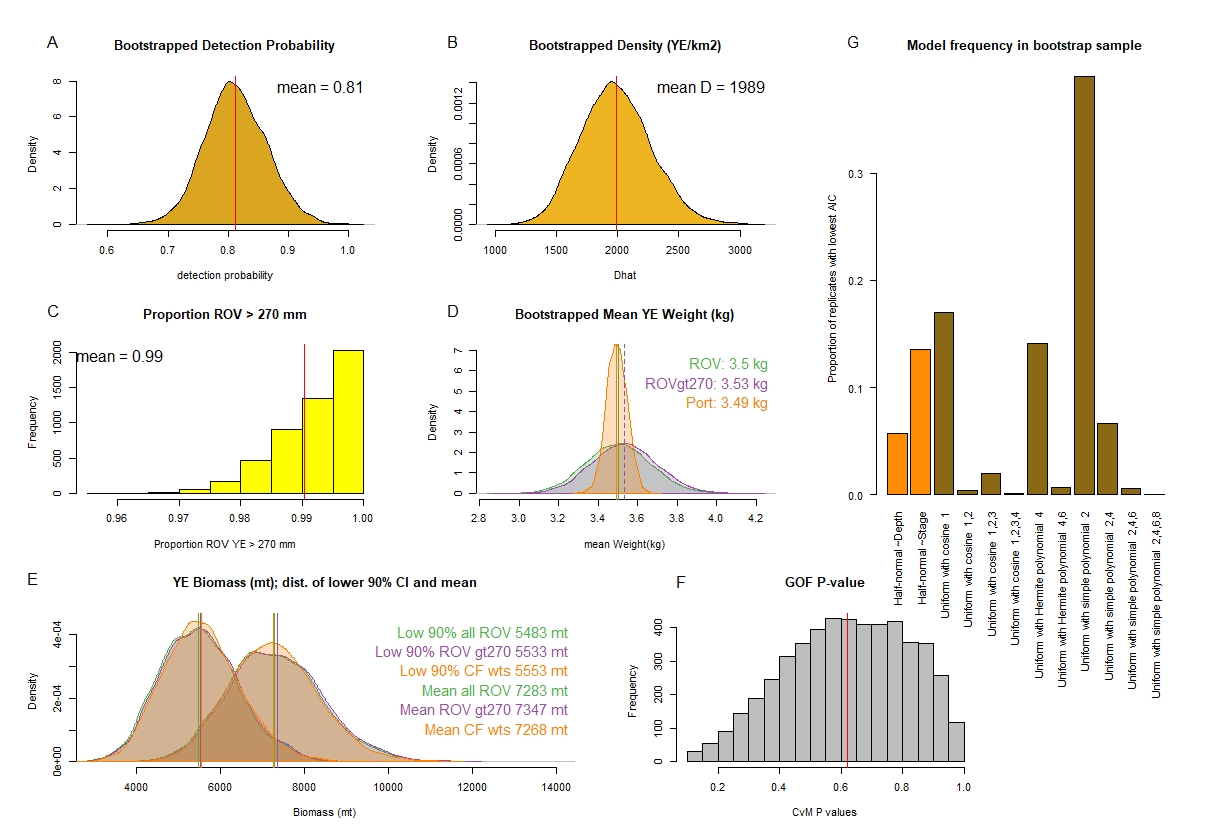 A
Bootstrapped Detection Probability
mean = 0.81
Density
0
2
4
6
8
0.6 0.7 0.8 0.9 1.0
detection probability
B
Bootstrapped Density (YE/km2)
mean D = 1989
Density
0.0000
0.0006
0.0012
1000 1500 2000 2500 3000
Dhat
G
Model frequency in bootstrap sample
Proportion of replicates with lowest AIC
0.0
0.1
0.2
0.3
Half-normal ~Depth
Half-normal ~Stage
Uniform with cosine 1
Uniform with cosine 1,2
Uniform with cosine 1,2,3
Uniform with cosine 1,2,3,4
Uniform with Hermite polynomial 4
Uniform with Hermite polynomial 4,6
Uniform with simple polynomial 2
Uniform with simple polynomial 2,4
Uniform with simple polynomial 2,4,6
Uniform with simple polynomial 2,4,6,8
C
Proportion ROV > 270 mm
mean = 0.99
Frequency
0
500
1000
1500
2000
0.96 0.97 0.98 0.99 1.00
Proportion ROV YE > 270 mm
D
Bootstrapped Mean YE Weight (kg)
ROV: 3.5 kg
ROVgt270: 3.53 kg
Port: 3.49 kg
Density
0
1
2
3
4
5
6
7
2.8 3.0 3.2 3.4 3.6 3.8 4.0 4.2
mean Weight(kg)
E
YE Biomass (mt); dist. of lower 90% CI and mean
Low 90% all ROV 5483 mt
Low 90% ROV gt270 5533 mt
Low 90% CF wts 5553 mt
Mean all ROV 7283 mt
Mean ROV gt270 7347 mt
Mean CF wts 7268 mt
Density
0e+00
2e-04
4e-04
4000 6000 8000 10000 12000 14000
Biomass (mt)
F
GOF P-value
Frequency
0
100
200
300
400
0.2 0.4 0.6 0.8 1.0
CvM P values